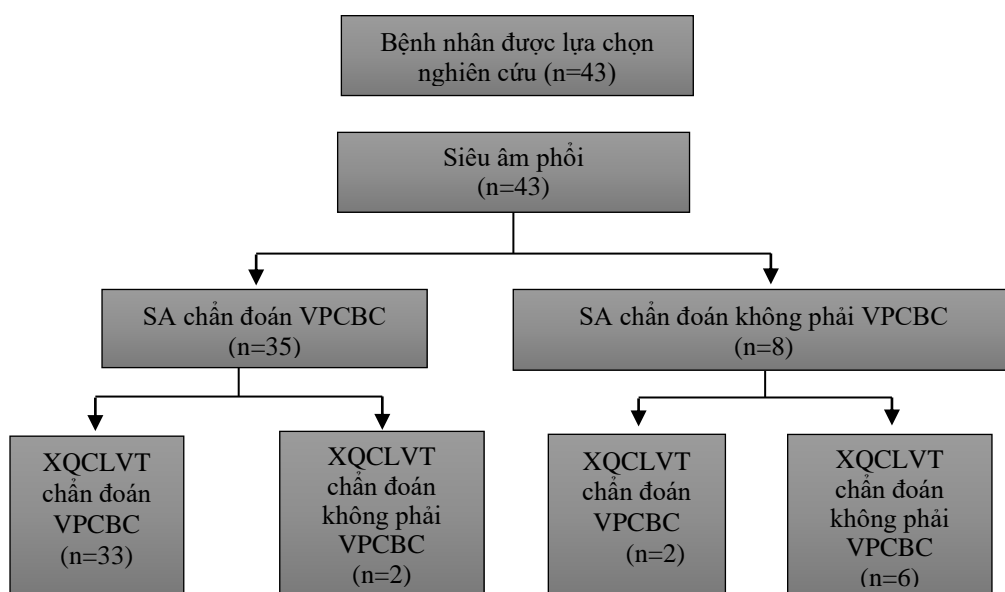 Bệnh nhân được lựa chọn
nghiên cứu (n=43)
Siêu âm phổi
(n=43)
SA chẩn đoán VPCBC
(n=35)
SA chẩn đoán không phải VPCBC
(n=8)
XQCLVT
chẩn đoán
VPCBC
(n=33)
XQCLVT
chẩn đoán
không phải
VPCBC
(n=2)
XQCLVT
chẩn đoán
VPCBC
(n=2)
XQCLVT
chẩn đoán
không phải
VPCBC
(n=6)